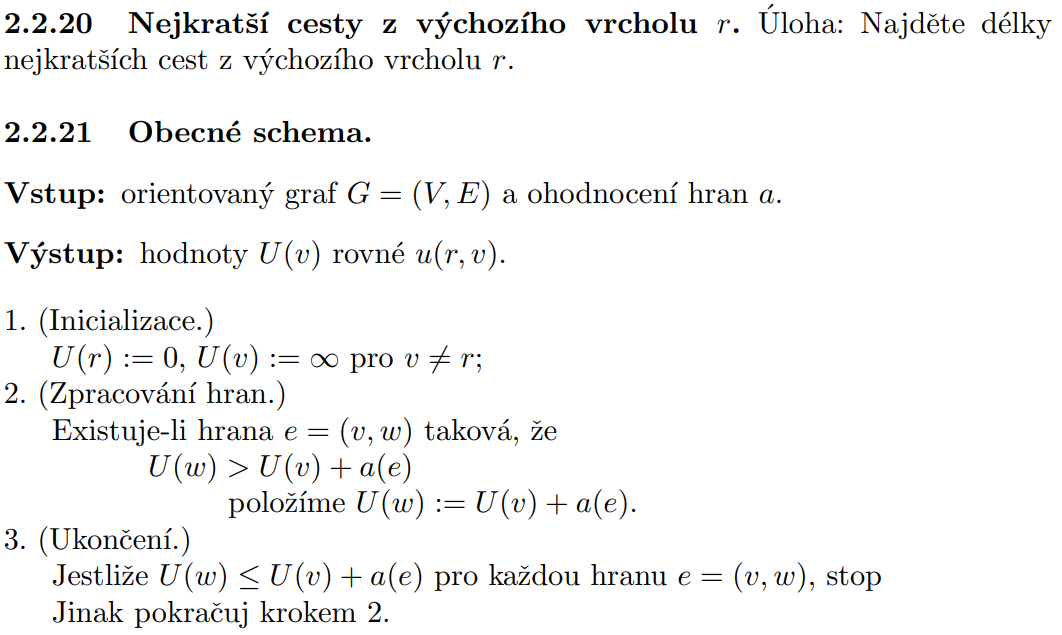 2.2.20 Nejkratší cesty z výchozího vrcholu r. Úloha: Najděte délky
nejkratších cest z výchozího vrcholu r.
2.2.21 Obecné schema.
Vstup: orientovaný graf G = (V, E) a ohodnocení hran a.
Výstup: hodnoty U(v) rovné u(r, v).
1. (Inicializace.)
U(r) := 0, U(v) := ∞ pro v ≠ r;
2. (Zpracování hran.)
Existuje-li hrana e = (v, w) taková, že
U(w) > U(v) + a(e)
položíme U(w) := U(v) + a(e).
3. (Ukončení.)
Jestliže U(w) ≤ U(v) + a(e) pro každou hranu e = (v, w), stop
Jinak pokračuj krokem 2.